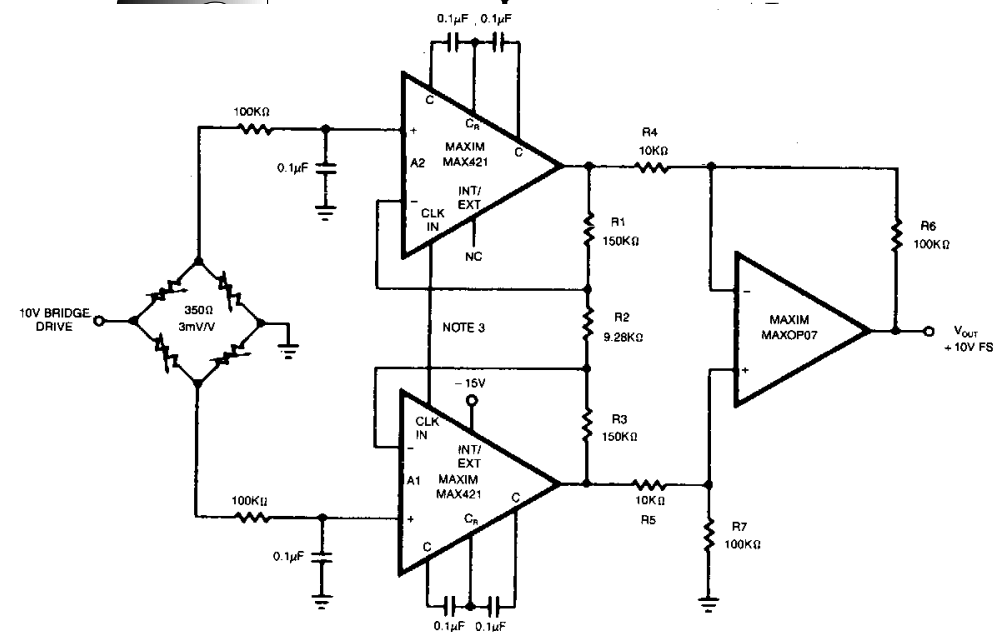 0.1µF 0.1µF
100KΩ
0.1µF
+
A2
−
C
CR
C
MAXIM
MAX421
INT/
EXT
CLK
IN
NC
R4
10KΩ
R1
150KΩ
R6
100KΩ
10V BRIDGE
DRIVE
350Ω
3mV/V
NOTE 3
R2
9.28KΩ
−
+
MAXIM
MAXOP07
VOUT
+10V FS
−15V
R3
150KΩ
CLK
IN
INT/
EXT
−
A1
+
MAXIM
MAX421
C
CR
C
100KΩ
0.1µF
10KΩ
R5
R7
100KΩ
0.1µF 0.1µF